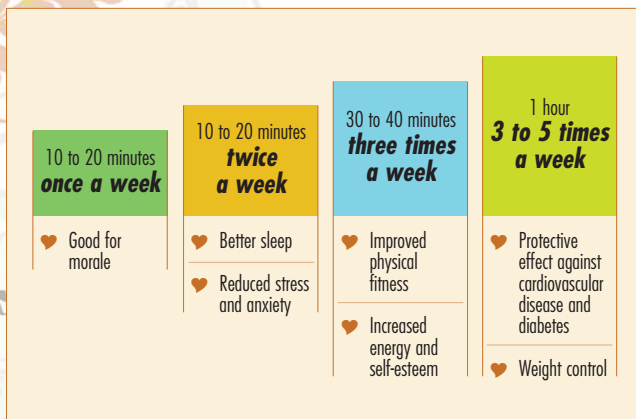 10 to 20 minutes
once a week
Good for
morale
10 to 20 minutes
twice
a week
Better sleep
Reduced stress
and anxiety
30 to 40 minutes
three times
a week
Improved
physical
fitness
Increased
energy and
self-esteem
1 hour
3 to 5 times
a week
Protective
effect against
cardiovascular
disease and
diabetes
Weight control